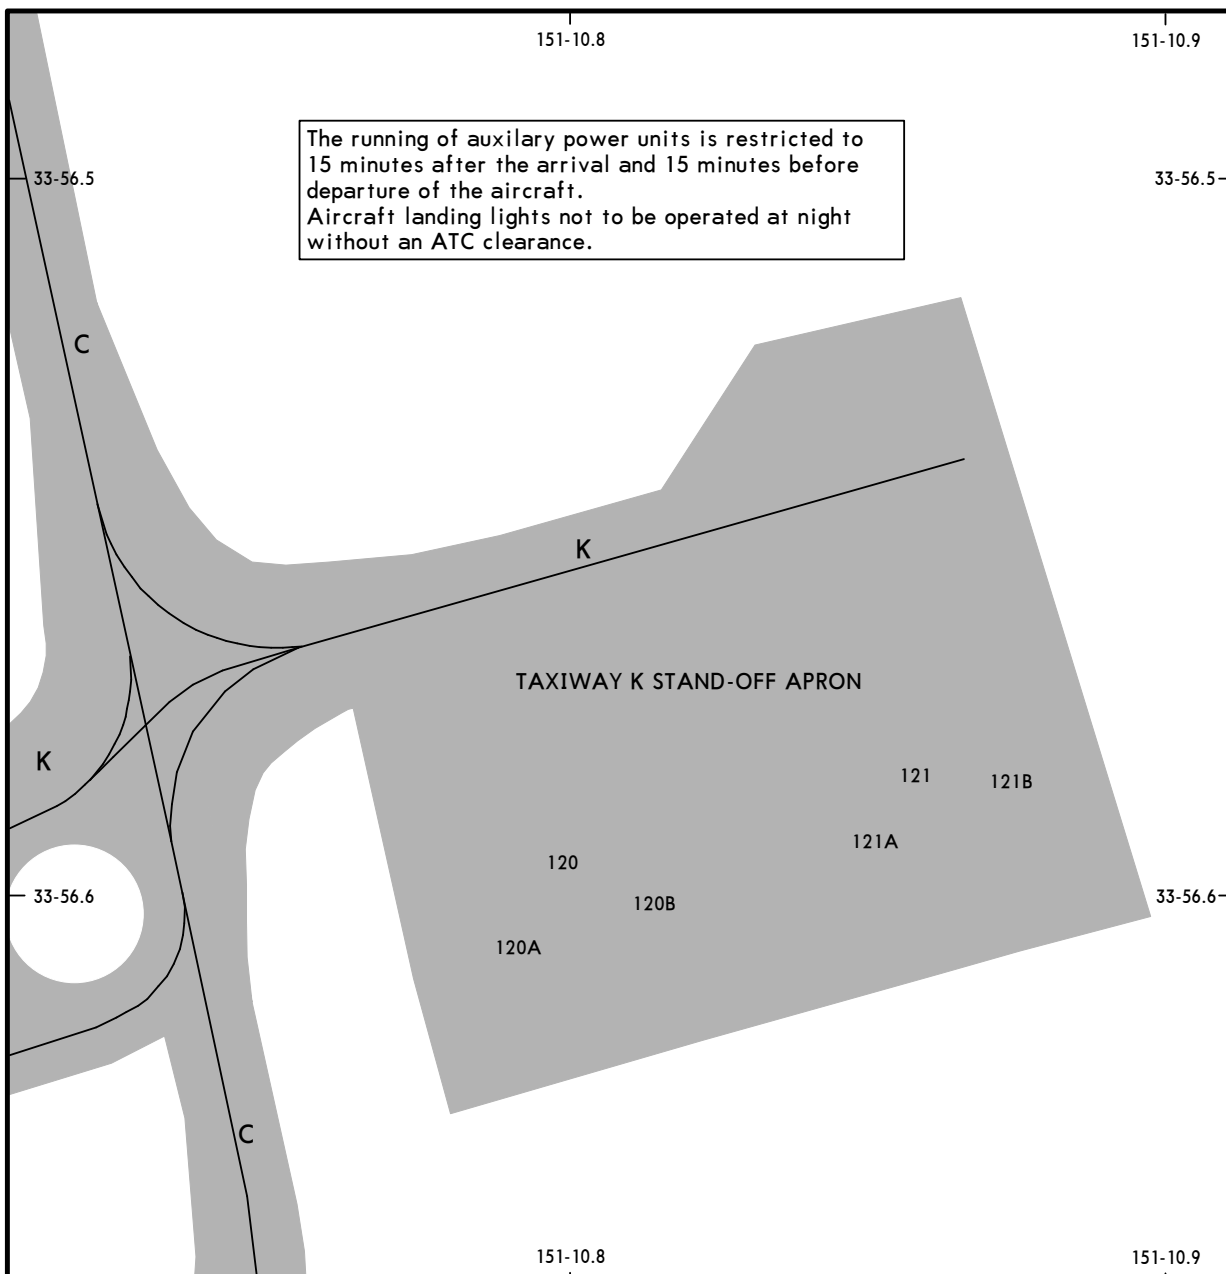 151-10.8
151-10.9
The running of auxilary power units is restricted to
15 minutes after the arrival and 15 minutes before
departure of the aircraft.
Aircraft landing lights not to be operated at night
without an ATC clearance.
33-56.5
33-56.5
C
K
TAXIWAY K STAND-OFF APRON
K
121
121B
121A
120
33-56.6
120B
33-56.6
120A
C
151-10.8
151-10.9